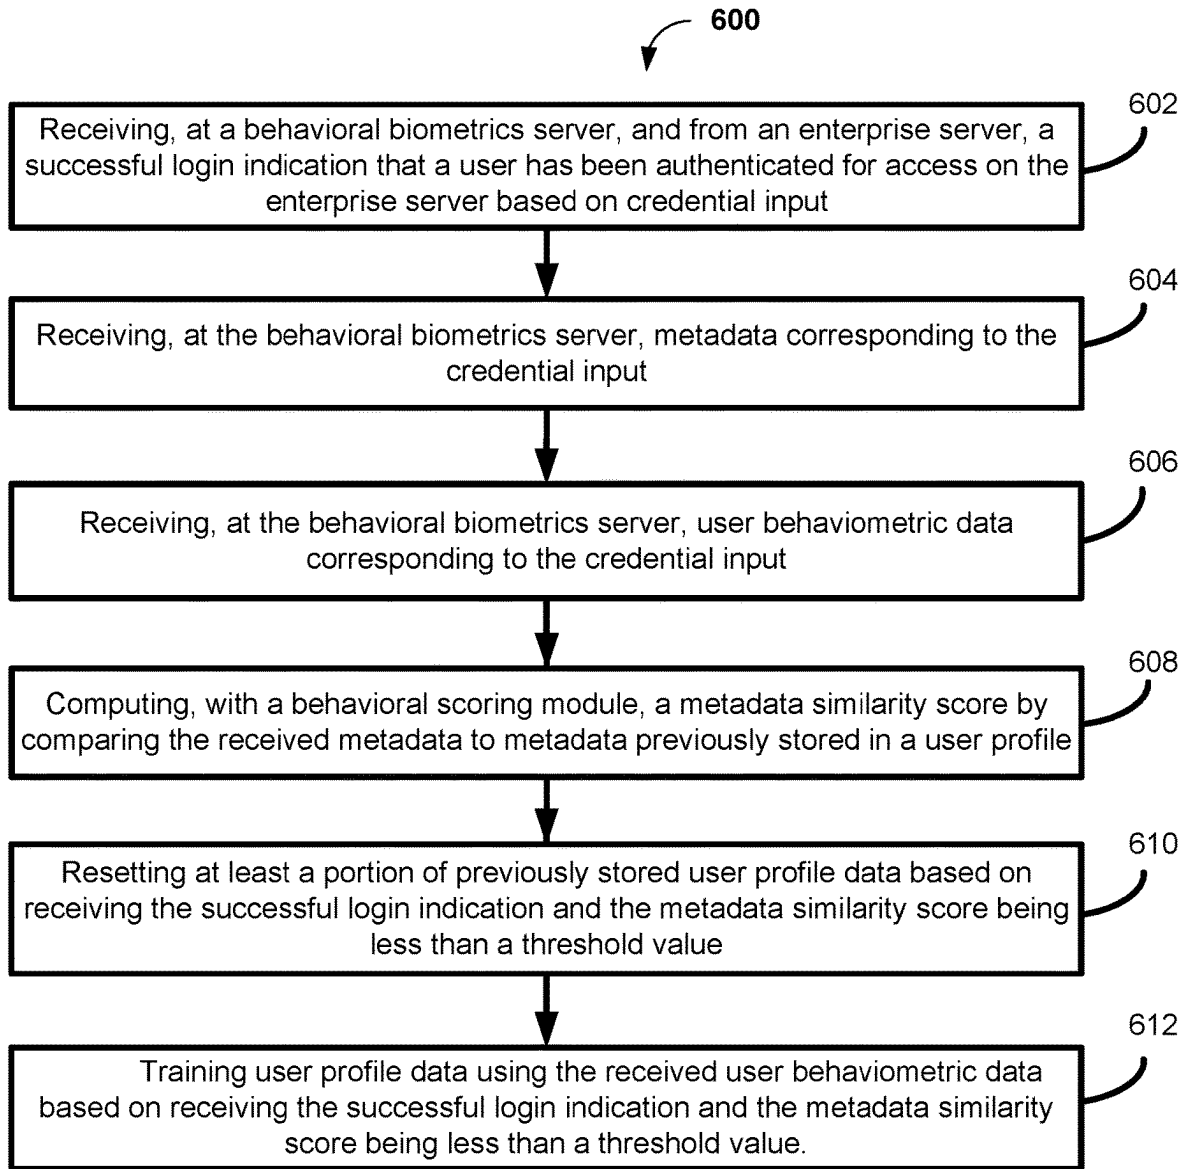 600
602
Receiving, at a behavioral biometrics server, and from an enterprise server, a
successful login indication that a user has been authenticated for access on the
enterprise server based on credential input
604
Receiving, at the behavioral biometrics server, metadata corresponding to the
credential input
606
Receiving, at the behavioral biometrics server, user behaviometric data
corresponding to the credential input
608
Computing, with a behavioral scoring module, a metadata similarity score by
comparing the received metadata to metadata previously stored in a user profile
610
Resetting at least a portion of previously stored user profile data based on
receiving the successful login indication and the metadata similarity score being
less than a threshold value
612
Training user profile data using the received user behaviometric data
based on receiving the successful login indication and the metadata similarity
score being less than a threshold value.